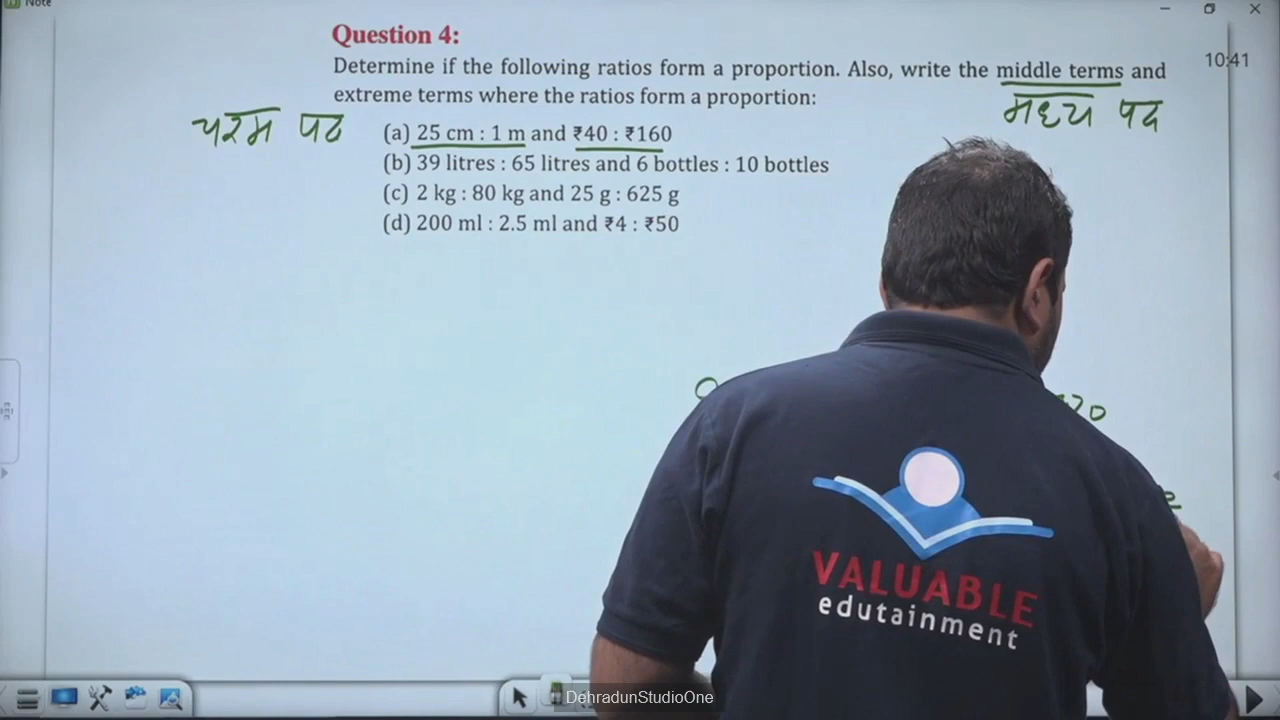 Note
Question 4:
10:41
Determine if the following ratios form a proportion. Also, write the middle terms and
extreme terms where the ratios form a proportion:
चरम पद
मध्य पद
(a) 25 cm : 1 m and ₹40 : ₹160
(b) 39 litres : 65 litres and 6 bottles : 10 bottles
(c) 2 kg : 80 kg and 25 g : 625 g
(d) 200 ml : 2.5 ml and ₹4 : ₹50
VALUABLE
edutainment
DehradunStudioOne